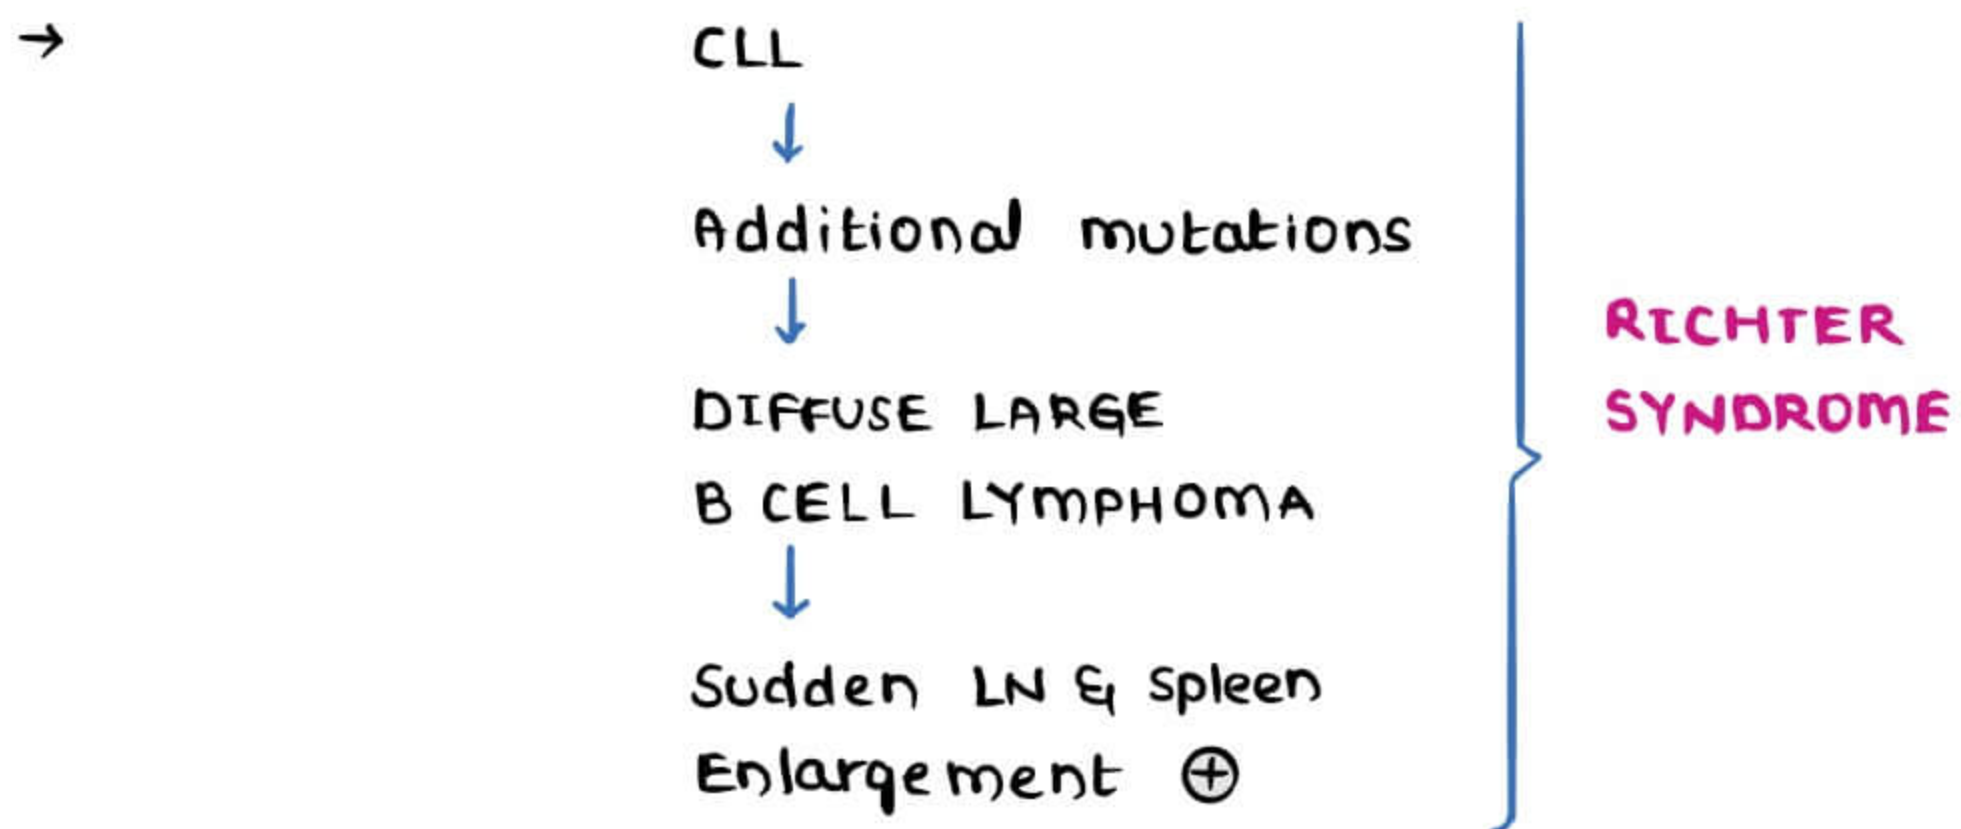 → CLL
↓
Additional mutations
↓
DIFFUSE LARGE
B CELL LYMPHOMA
↓
Sudden LN & Spleen
Enlargement ⊕
RICHTER
SYNDROME